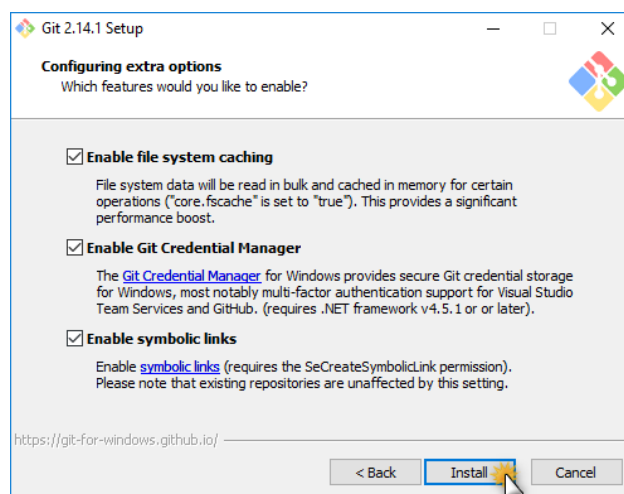 Git 2.14.1 Setup
Configuring extra options
Which features would you like to enable?
Enable file system caching
File system data will be read in bulk and cached in memory for certain
operations ("core.fscache" is set to "true"). This provides a significant
performance boost.
Enable Git Credential Manager
The Git Credential Manager for Windows provides secure Git credential storage
for Windows, most notably multi-factor authentication support for Visual Studio
Team Services and GitHub. (requires .NET framework v4.5.1 or or later).
Enable symbolic links
Enable symbolic links (requires the SeCreateSymbolicLink permission).
Please note that existing repositories are unaffected by this setting.
https://git-for-windows.github.io/
< Back Install Cancel